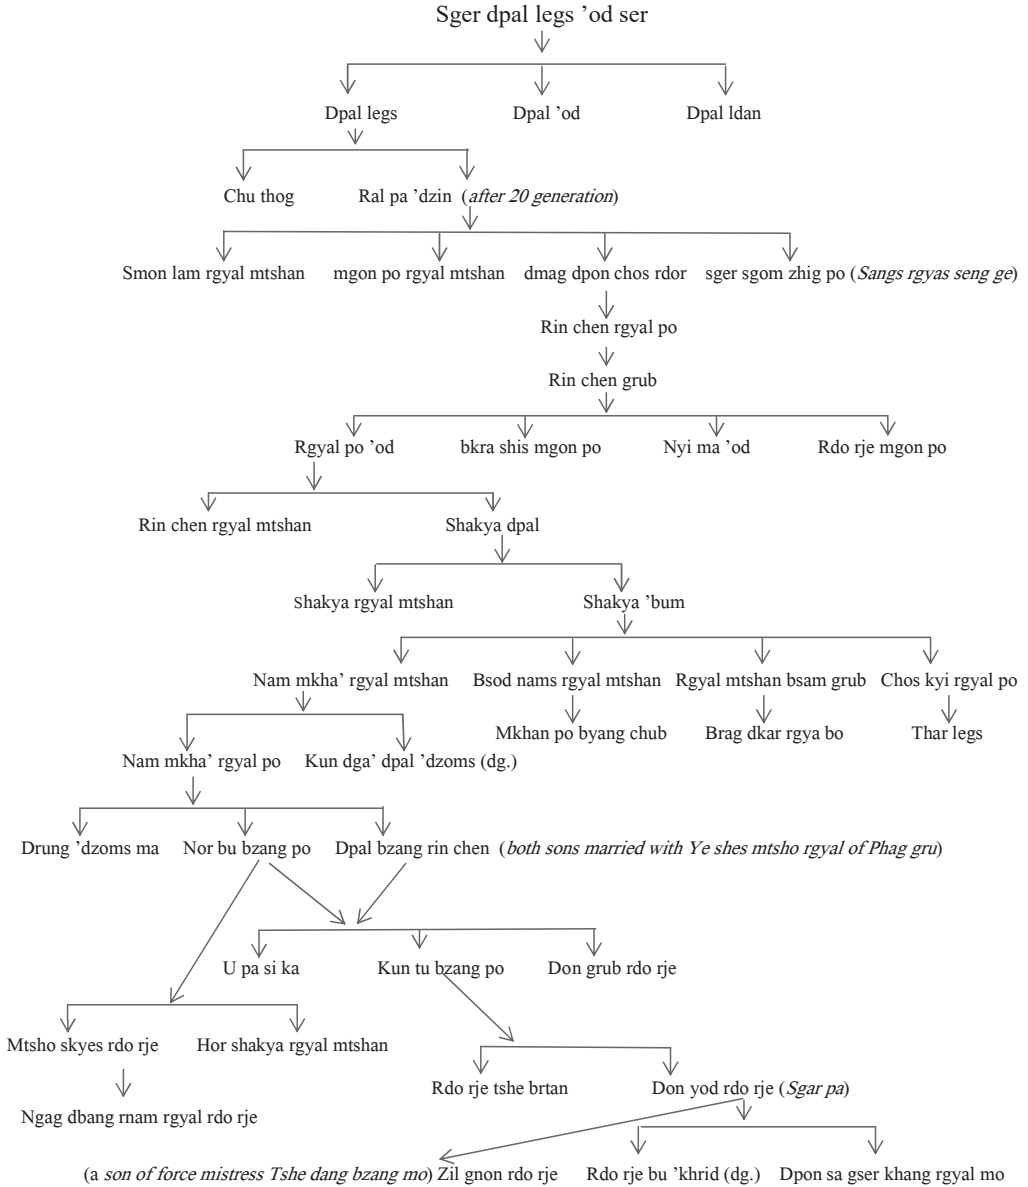 Sger dpal legs ’od ser
Dpal legs Dpal ’od Dpal ldan
Chu thog Ral pa ’dzin (after 20 generation)
Smon lam rgyal mtshan mgon po rgyal mtshan dmag dpon chos rdor sger sgom zhig po (Sangs rgyas seng ge)
Rin chen rgyal po
Rin chen grub
Rgyal po ’od bkra shis mgon po Nyi ma ’od Rdo rje mgon po
Rin chen rgyal mtshan Shakya dpal
Shakya rgyal mtshan Shakya ’bum
Nam mkha’ rgyal mtshan Bsod nams rgyal mtshan Rgyal mtshan bsam grub Chos kyi rgyal po
Mkhan po byang chub Brag dkar rgya bo Thar legs
Nam mkha’ rgyal po Kun dga’ dpal ’dzoms (dg.)
Drung ’dzoms ma Nor bu bzang po Dpal bzang rin chen (both sons married with Ye shes mtsho rgyal of Phag gru)
U pa si ka Kun tu bzang po Don grub rdo rje
Mtsho skyes rdo rje Hor shakya rgyal mtshan
Rdo rje tshe brtan Don yod rdo rje (Sgar pa)
Ngag dbang rnam rgyal rdo rje
(a son of force mistress Tshe dang bzang mo) Zil gnon rdo rje Rdo rje bu ’khrid (dg.) Dpon sa gser khang rgyal mo